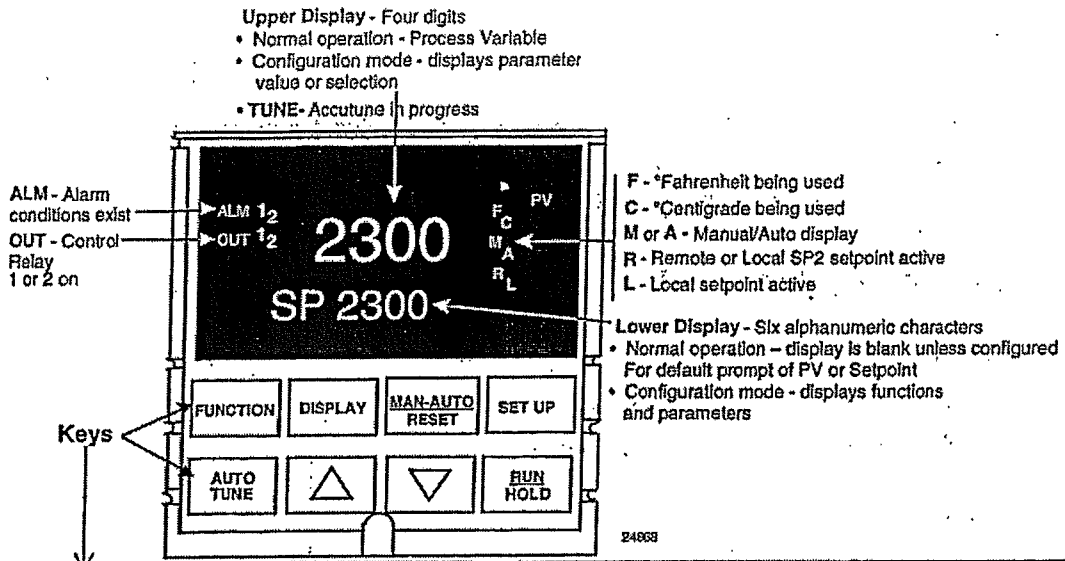 Upper Display - Four digits
• Normal operation - Process Variable
• Configuration mode - displays parameter
value or selection
• TUNE- Accutune in progress
ALM - Alarm
conditions exist
OUT - Control
Relay
1 or 2 on
ALM 1 2
OUT 1 2
2300
SP 2300
PV
F
C
M
A
R
L
F - °Fahrenheit being used
C - °Centigrade being used
M or A - Manual/Auto display
R - Remote or Local SP2 setpoint active
L - Local setpoint active
Lower Display - Six alphanumeric characters
• Normal operation – display is blank unless configured
For default prompt of PV or Setpoint
• Configuration mode - displays functions
and parameters
Keys
FUNCTION
DISPLAY
MAN-AUTO
RESET
SET UP
AUTO
TUNE
RUN
HOLD